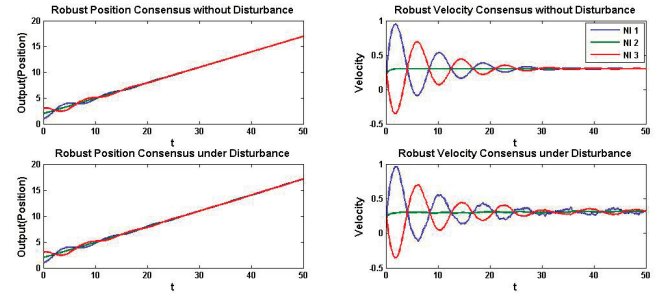 Robust Position Consensus without Disturbance
20
15
10
5
0
Output(Position)
0 10 20 30 40 50
t
Robust Velocity Consensus without Disturbance
1
0.5
0
0.5
Velocity
0 10 20 30 40 50
t
NI 1
NI 2
NI 3
Robust Position Consensus under Disturbance
20
15
10
5
0
Output(Position)
0 10 20 30 40 50
t
Robust Velocity Consensus under Disturbance
1
0.5
0
0.5
Velocity
0 10 20 30 40 50
t